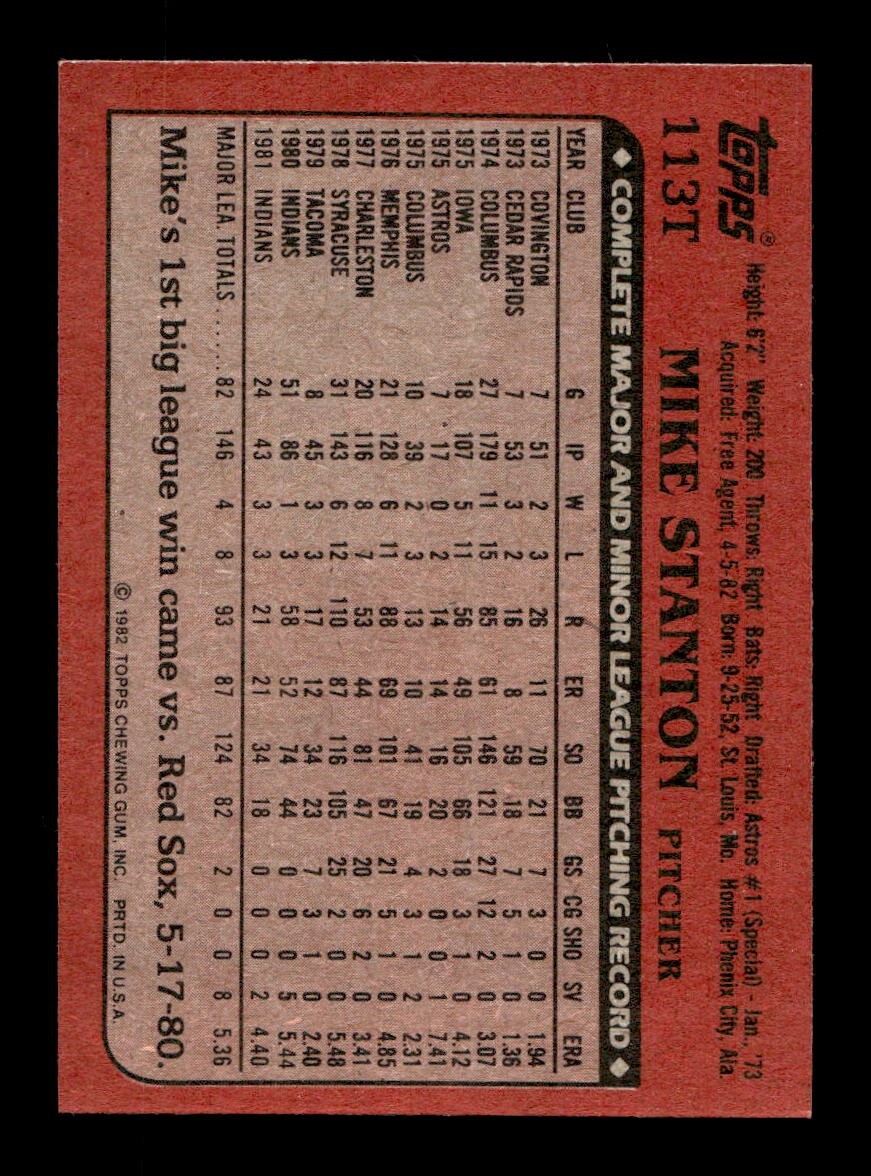 Topps®
113T MIKE STANTON PITCHER
Height: 6'2" Weight: 200 Throws: Right Bats: Right Drafted: Astros #1 (Special) - Jan., '73
Acquired: Free Agent, 4-5-82 Born: 9-25-52, St. Louis, Mo. Home: Phenix City, Ala.
◆ COMPLETE MAJOR AND MINOR LEAGUE PITCHING RECORD ◆
YEAR CLUB G IP W L R ER SO BB GS CG SHO SV ERA
1973 COVINGTON 7 51 2 3 26 11 70 21 7 3 0 0 1.94
1973 CEDAR RAPIDS 7 53 3 2 16 8 59 18 7 5 1 0 1.36
1974 COLUMBUS 27 179 11 15 85 61 146 121 27 12 2 0 3.07
1975 IOWA 18 107 5 11 56 49 105 66 18 3 1 0 4.12
1975 ASTROS 7 17 0 2 14 14 16 20 2 0 0 1 7.41
1975 COLUMBUS 10 39 2 3 13 10 41 19 4 3 1 2 2.31
1976 MEMPHIS 21 128 6 11 88 69 101 67 21 5 1 0 4.85
1977 CHARLESTON 20 116 8 7 53 44 81 47 20 6 2 0 3.41
1978 SYRACUSE 31 143 6 12 110 87 116 105 25 2 0 0 5.48
1979 TACOMA 8 45 3 3 17 12 34 23 7 3 1 0 2.40
1980 INDIANS 51 86 1 3 58 52 74 44 0 0 0 5 5.44
1981 INDIANS 24 43 3 3 21 21 34 18 0 0 0 2 4.40
MAJOR LEA. TOTALS...... 82 146 4 8 93 87 124 82 2 0 0 8 5.36
Mike's 1st big league win came vs. Red Sox, 5-17-80.
© 1982 TOPPS CHEWING GUM, INC. PRTD. IN U.S.A.